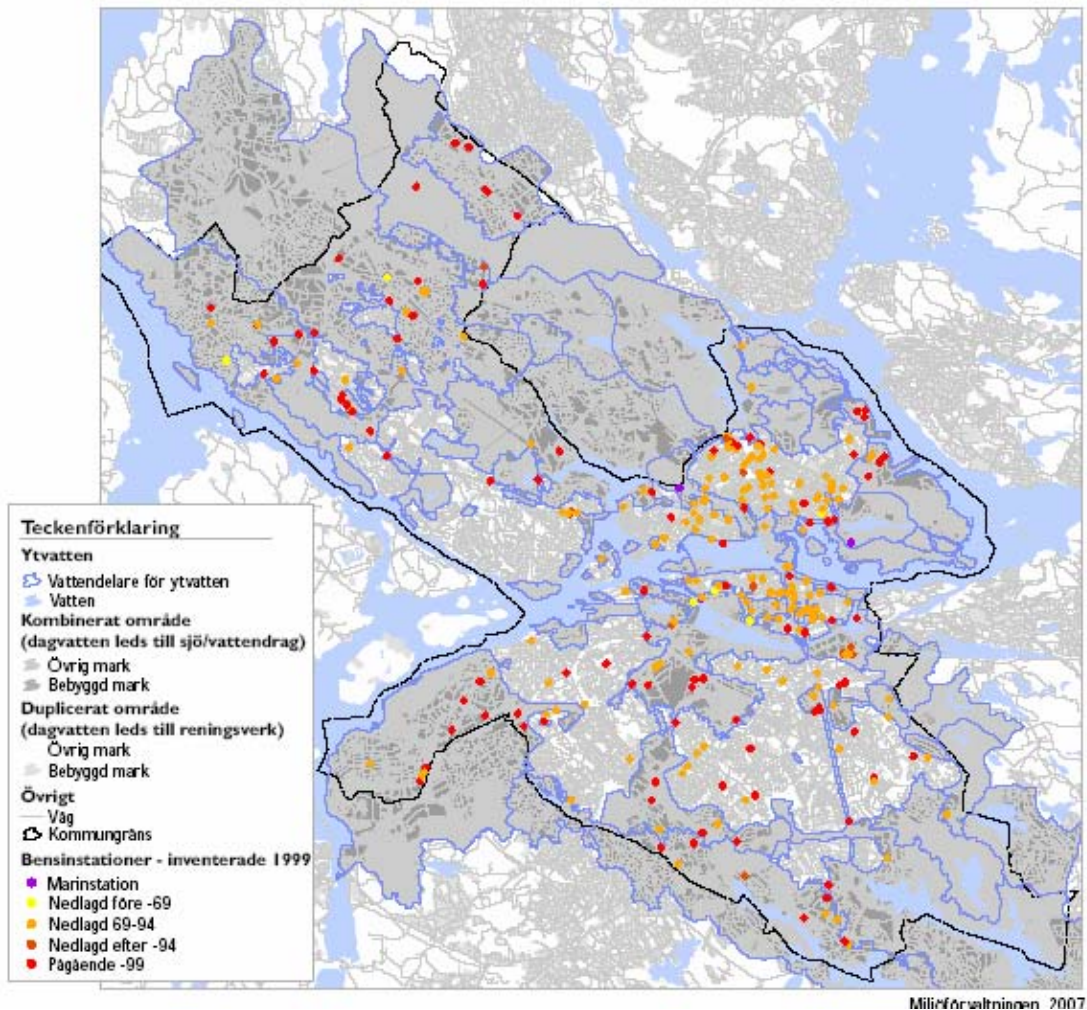 Teckenförklaring
Ytvatten
Vattendelare för ytvatten
Vatten
Kombinerat område
(dagvatten leds till sjö/vattendrag)
Övrig mark
Bebyggd mark
Duplicerat område
(dagvatten leds till reningsverk)
Övrig mark
Bebyggd mark
Övrigt
Väg
Kommungräns
Bensinstationer - inventerade 1999
Marinstation
Nedlagd före -69
Nedlagd 69-94
Nedlagd efter -94
Pågående -99
Miljöförvaltningen, 2007